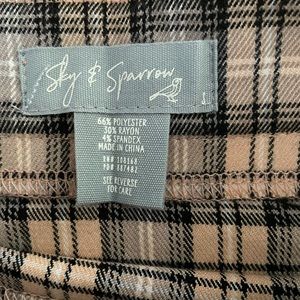 Sky & Sparrow
66% POLYESTER
30% RAYON
4% SPANDEX
MADE IN CHINA
SEE REVERSE
FOR CARE